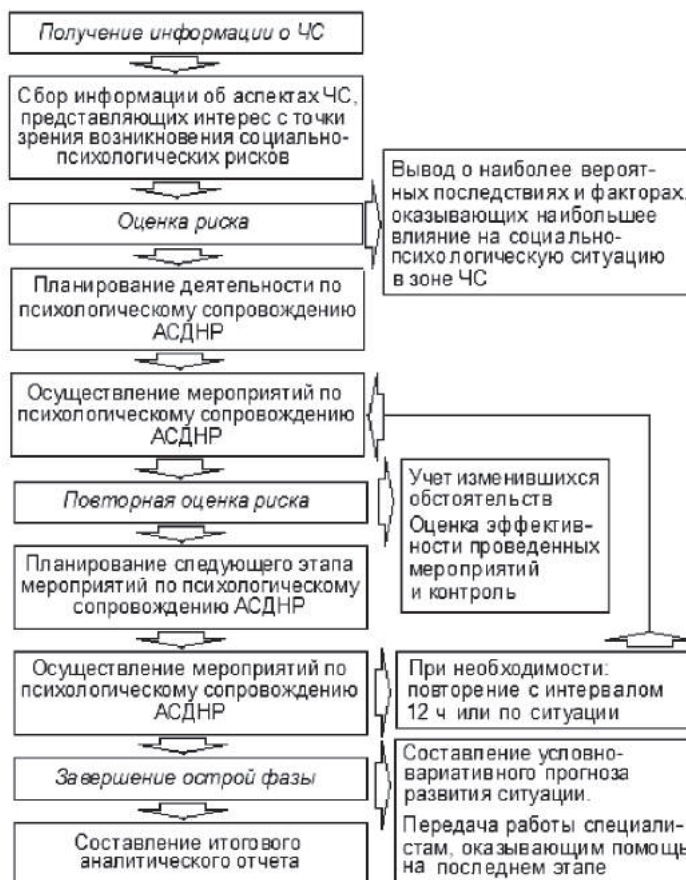 Получение информации о ЧС
Сбор информации об аспектах ЧС,
представляющих интерес с точки
зрения возникновения социально-
психологических рисков
Оценка риска
Вывод о наиболее вероят-
ных последствиях и факторах,
оказывающих наибольшее
влияние на социально-
психологическую ситуацию
в зоне ЧС
Планирование деятельности по
психологическому сопровождению
АСДНР
Осуществление мероприятий по
психологическому сопровождению
АСДНР
Повторная оценка риска
Учет изменившихся
обстоятельств
Оценка эффектив-
ности проведенных
мероприятий
и контроль
Планирование следующего этапа
мероприятий по психологическому
сопровождению АСДНР
Осуществление мероприятий по
психологическому сопровождению
АСДНР
При необходимости:
повторение с интервалом
12 ч или по ситуации
Завершение острой фазы
Составление условно-
вариативного прогноза
развития ситуации.
Передача работы специали-
стам, оказывающим помощь
на последнем этапе
Составление итогового
аналитического отчета